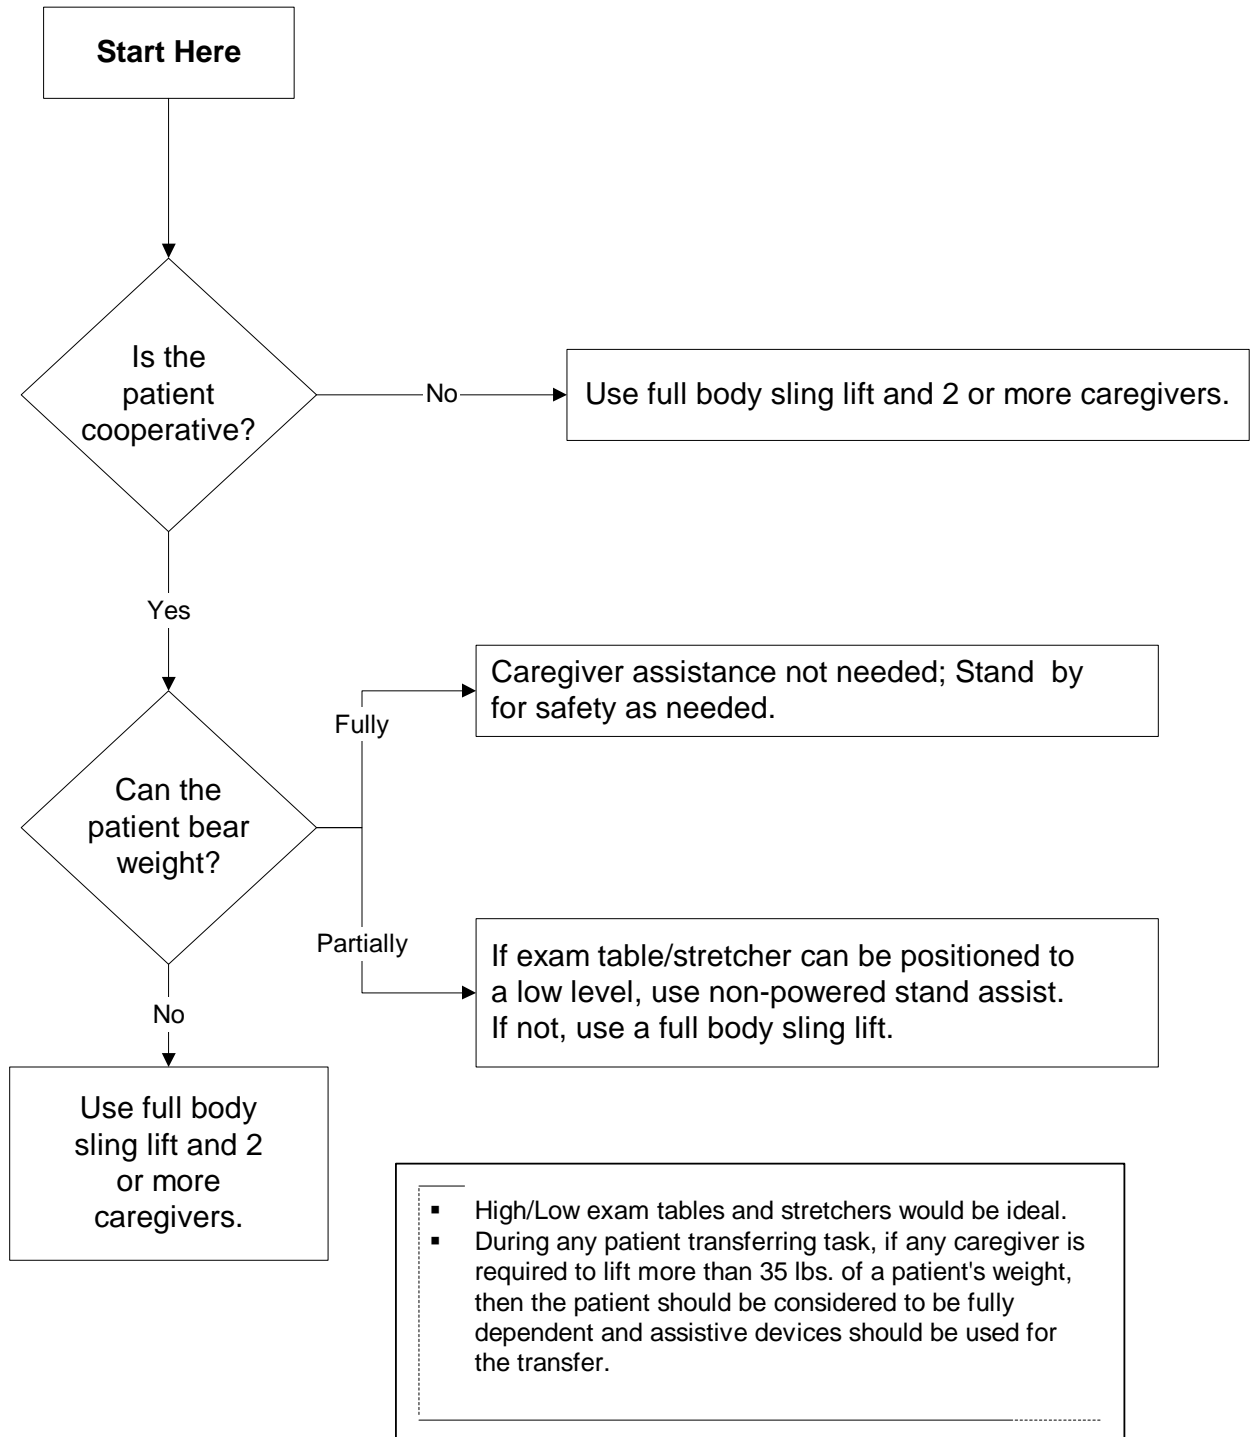 Start Here
Is the
patient
cooperative?
No
Use full body sling lift and 2 or more caregivers.
Yes
Can the
patient bear
weight?
Fully
Caregiver assistance not needed; Stand  by
for safety as needed.
Partially
If exam table/stretcher can be positioned to
a low level, use non-powered stand assist.
If not, use a full body sling lift.
No
Use full body
sling lift and 2
or more
caregivers.
▪ High/Low exam tables and stretchers would be ideal.
▪ During any patient transferring task, if any caregiver is
required to lift more than 35 lbs. of a patient's weight,
then the patient should be considered to be fully
dependent and assistive devices should be used for
the transfer.